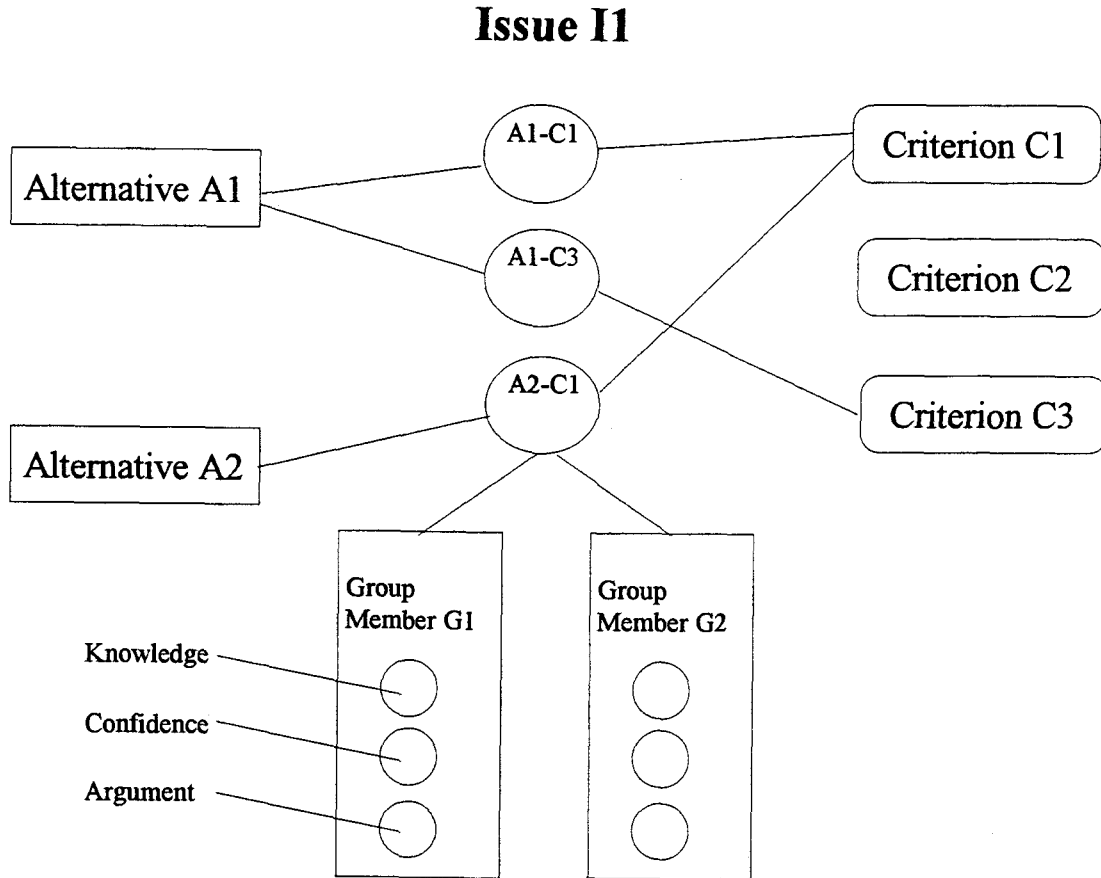 Issue I1
A1-C1
Criterion C1
Alternative A1
A1-C3
Criterion C2
A2-C1
Criterion C3
Alternative A2
Group
Member G1
Group
Member G2
Knowledge
Confidence
Argument